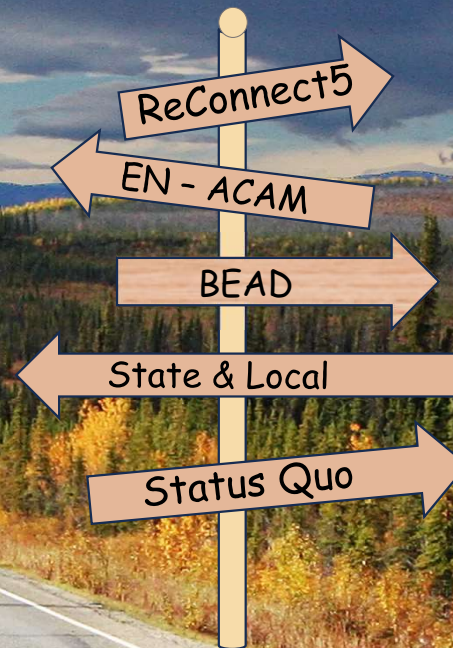 ReConnect5
EN – ACAM
BEAD
State & Local
Status Quo